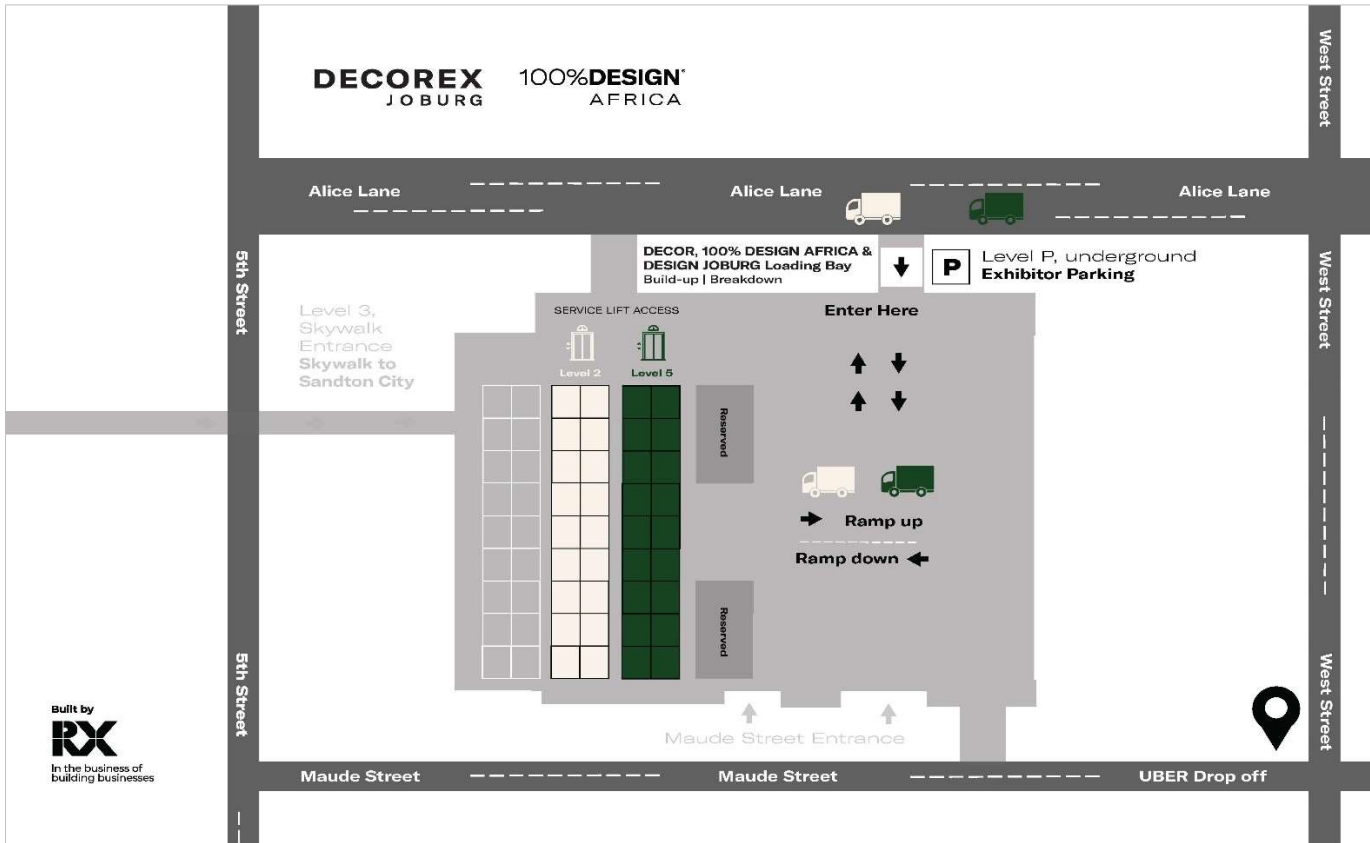 DECOREX
JOBURG
100%DESIGN®
AFRICA
West Street
Alice Lane
Alice Lane
Alice Lane
5th Street
DECOR, 100% DESIGN AFRICA &
DESIGN JOBURG Loading Bay
Build-up | Breakdown
P
Level P, underground
Exhibitor Parking
West Street
Level 3,
Skywalk
Entrance
Skywalk to
Sandton City
SERVICE LIFT ACCESS
Level 2
Level 5
Enter Here
Reserved
Ramp up
Ramp down
Reserved
5th Street
West Street
Maude Street Entrance
Built by
RX
In the business of
building businesses
Maude Street
Maude Street
UBER Drop off